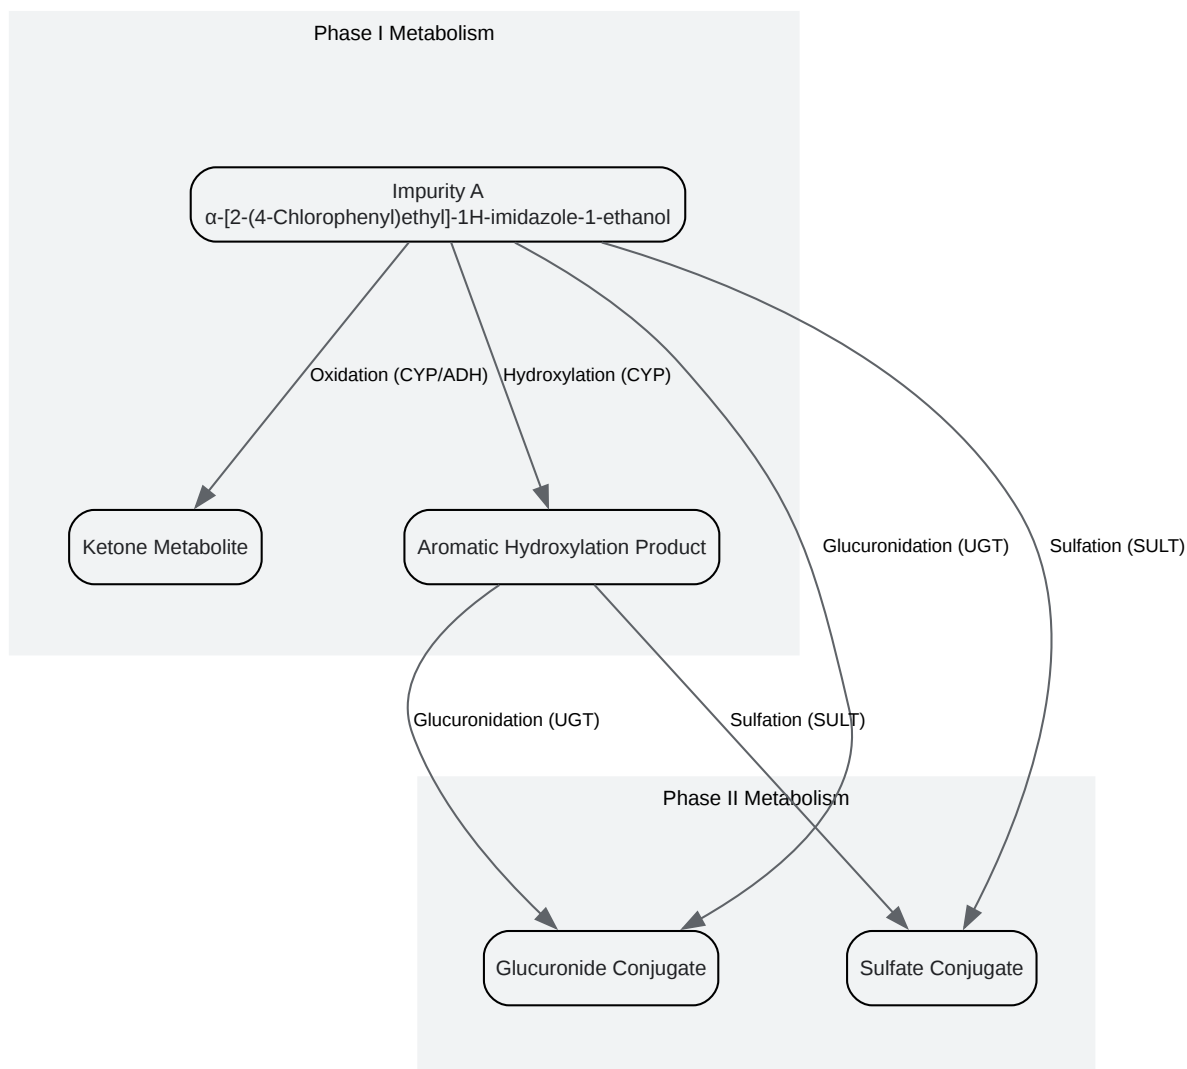 Phase I Metabolism
Impurity A
α-[2-(4-Chlorophenyl)ethyl]-1H-imidazole-1-ethanol
Oxidation (CYP/ADH)
Hydroxylation (CYP)
Ketone Metabolite
Aromatic Hydroxylation Product
Glucuronidation (UGT)
Sulfation (SULT)
Glucuronidation (UGT)
Sulfation (SULT)
Phase II Metabolism
Glucuronide Conjugate
Sulfate Conjugate